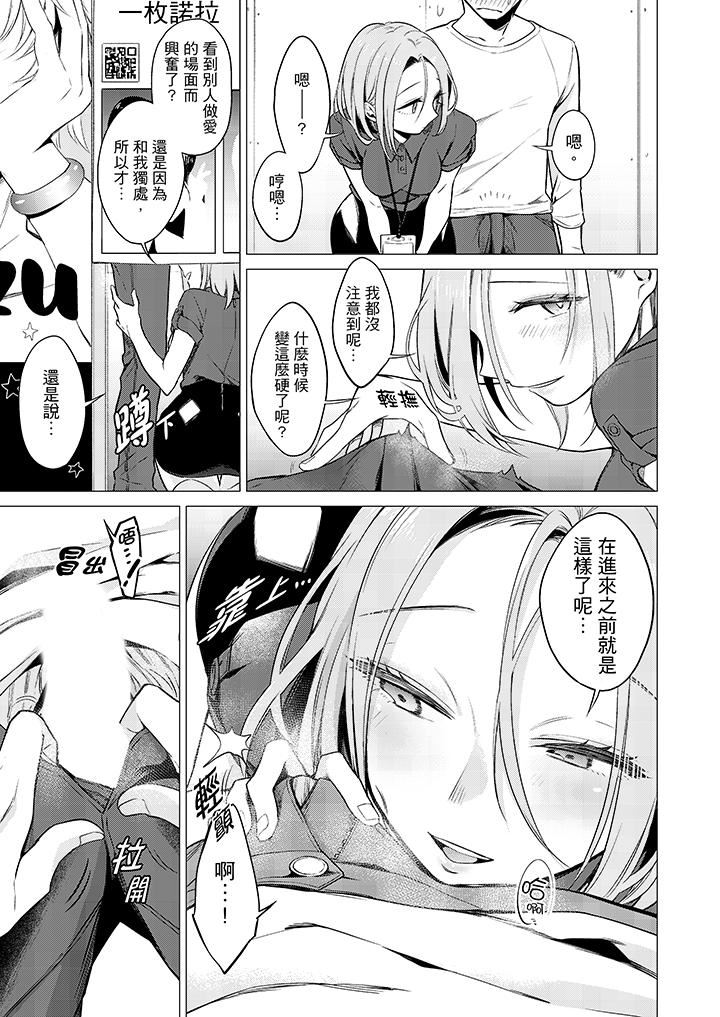 嗯。
嗯——？
哼嗯…
一枚諾拉
看到別人做愛
的場面而
興奮了？
還是因為
和我獨處，
所以才…
我都沒
注意到呢…
什麼時候
變這麼硬了呢？
輕撫
蹲下
還是說…
zu
在進來之前就是
這樣了呢…
靠上…
輕顫
啊…！
哈啊
唔…！
冒出
拉開